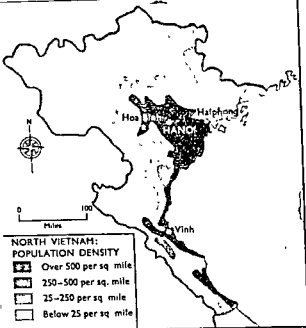 Hoa
Haiphong
HANOI
N
0 100
Miles
Vinh
NORTH VIETNAM:
POPULATION DENSITY
Over 500 per sq mile
250-500 per sq. mile
25-250 per sq mile
Below 25 per sq mile